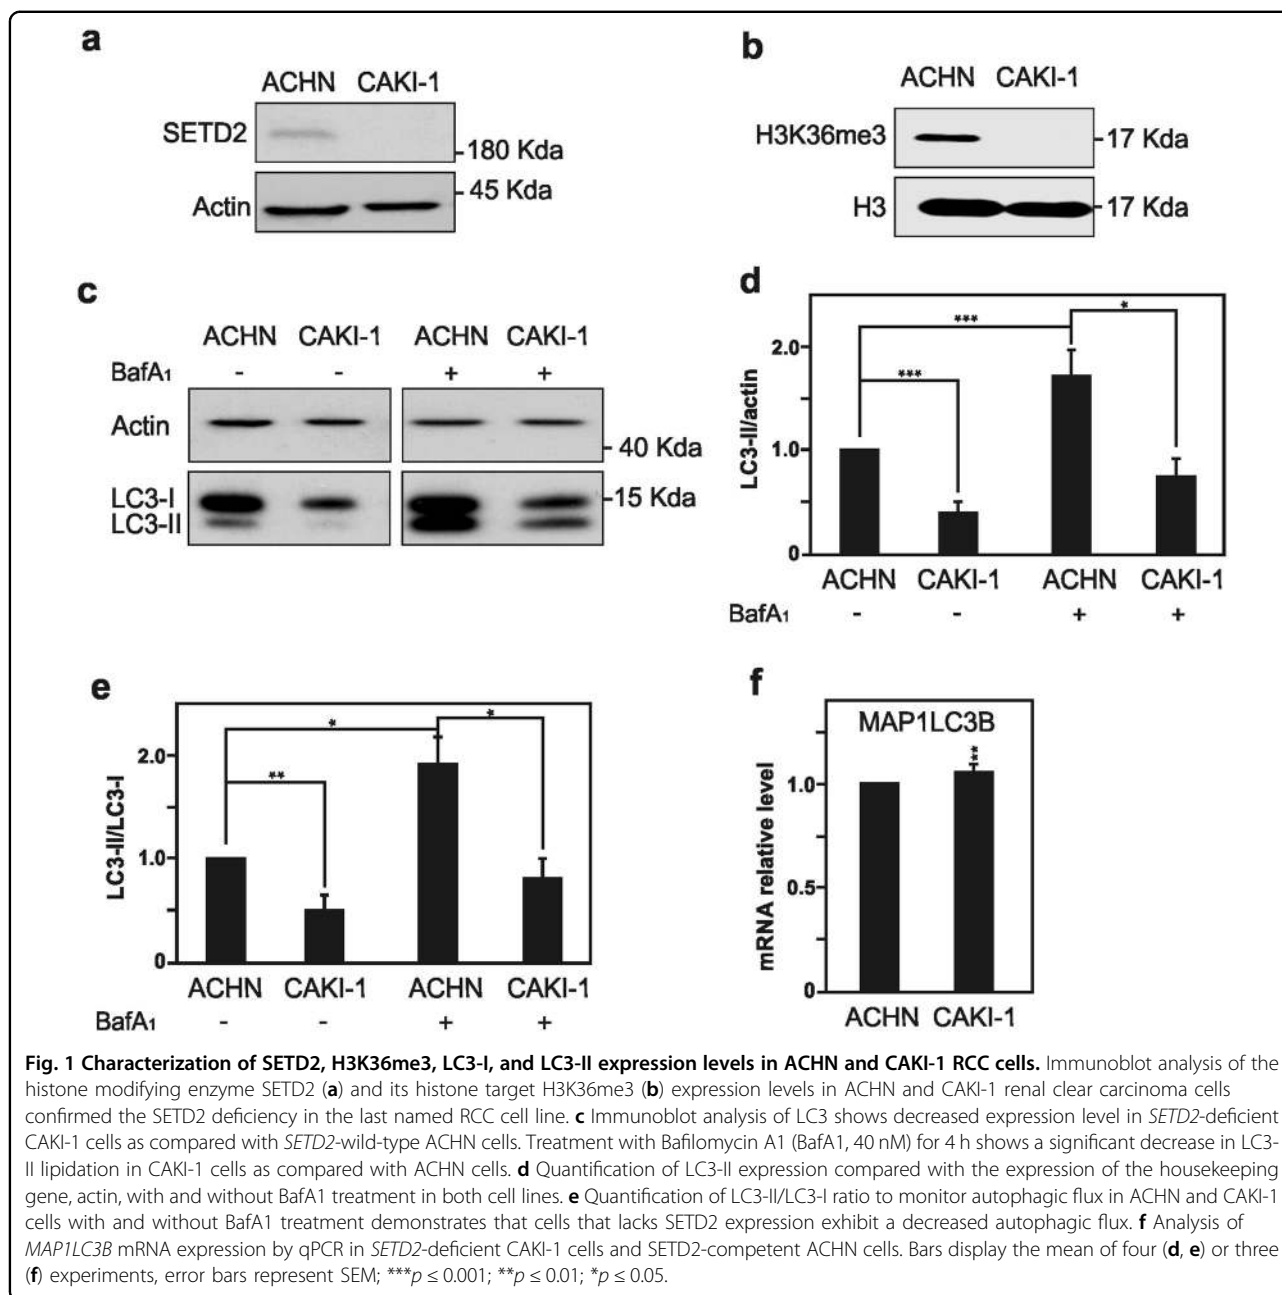 a
ACHN CAKI-1
SETD2
-180 Kda
-45 Kda
Actin
b
ACHN CAKI-1
H3K36me3
-17 Kda
H3
-17 Kda
c
ACHN CAKI-1 ACHN CAKI-1
BafA1 - - + +
Actin
-40 Kda
LC3-I
-15 Kda
LC3-II
d
LC3-II/actin
2.0
1.0
0
***
***
*
ACHN CAKI-1 ACHN CAKI-1
BafA1 - - + +
e
LC3-II/LC3-I
2.0
1.0
0
*
*
**
ACHN CAKI-1 ACHN CAKI-1
BafA1 - - + +
f
MAP1LC3B
mRNA relative level
1.0
0.5
0
**
ACHN CAKI-1
Fig. 1 Characterization of SETD2, H3K36me3, LC3-I, and LC3-II expression levels in ACHN and CAKI-1 RCC cells. Immunoblot analysis of the
histone modifying enzyme SETD2 (a) and its histone target H3K36me3 (b) expression levels in ACHN and CAKI-1 renal clear carcinoma cells
confirmed the SETD2 deficiency in the last named RCC cell line. c Immunoblot analysis of LC3 shows decreased expression level in SETD2-deficient
CAKI-1 cells as compared with SETD2-wild-type ACHN cells. Treatment with Bafilomycin A1 (BafA1, 40 nM) for 4 h shows a significant decrease in LC3-
II lipidation in CAKI-1 cells as compared with ACHN cells. d Quantification of LC3-II expression compared with the expression of the housekeeping
gene, actin, with and without BafA1 treatment in both cell lines. e Quantification of LC3-II/LC3-I ratio to monitor autophagic flux in ACHN and CAKI-1
cells with and without BafA1 treatment demonstrates that cells that lacks SETD2 expression exhibit a decreased autophagic flux. f Analysis of
MAP1LC3B mRNA expression by qPCR in SETD2-deficient CAKI-1 cells and SETD2-competent ACHN cells. Bars display the mean of four (d, e) or three
(f) experiments, error bars represent SEM; ***p ≤ 0.001; **p ≤ 0.01; *p ≤ 0.05.